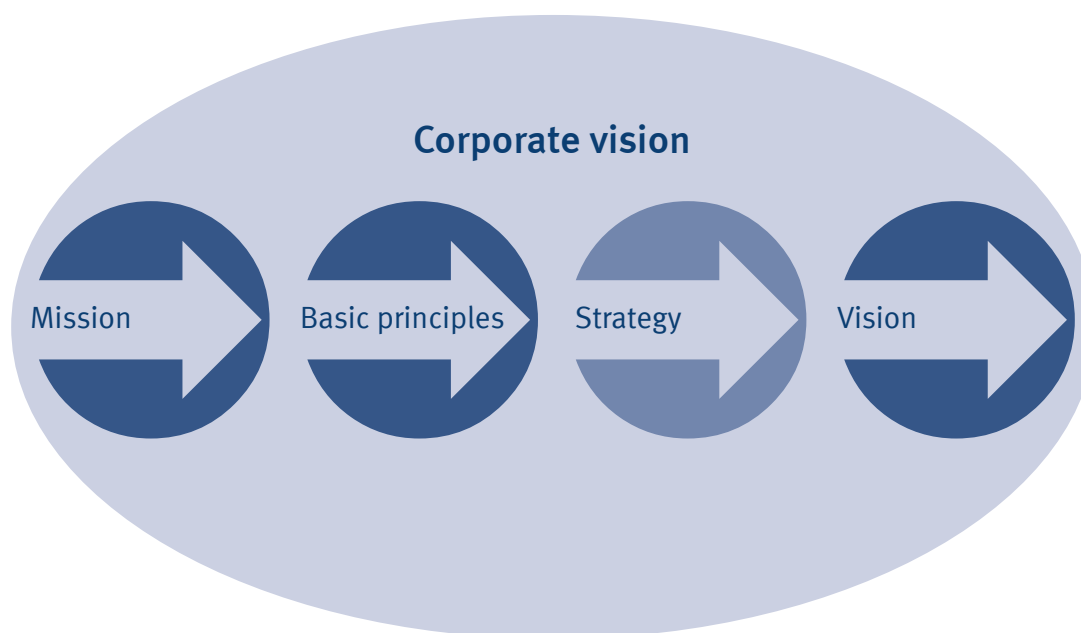 Corporate vision
Mission
Basic principles
Strategy
Vision